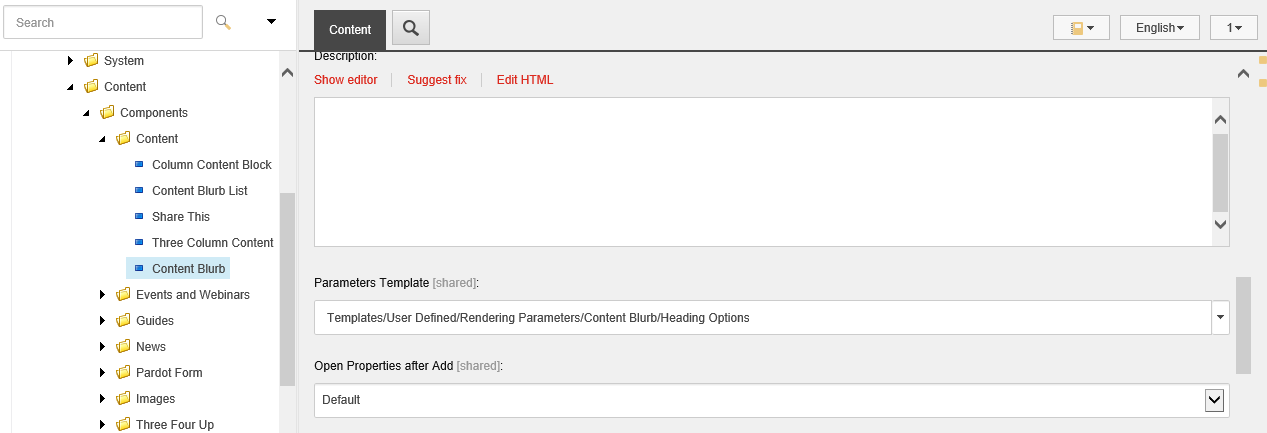 Search
System
Content
Components
Content
Column Content Block
Content Blurb List
Share This
Three Column Content
Content Blurb
Events and Webinars
Guides
News
Pardot Form
Images
Three Four Up
Content
English
1
Description:
Show editor
Suggest fix
Edit HTML
Parameters Template [shared]:
Templates/User Defined/Rendering Parameters/Content Blurb/Heading Options
Open Properties after Add [shared]:
Default